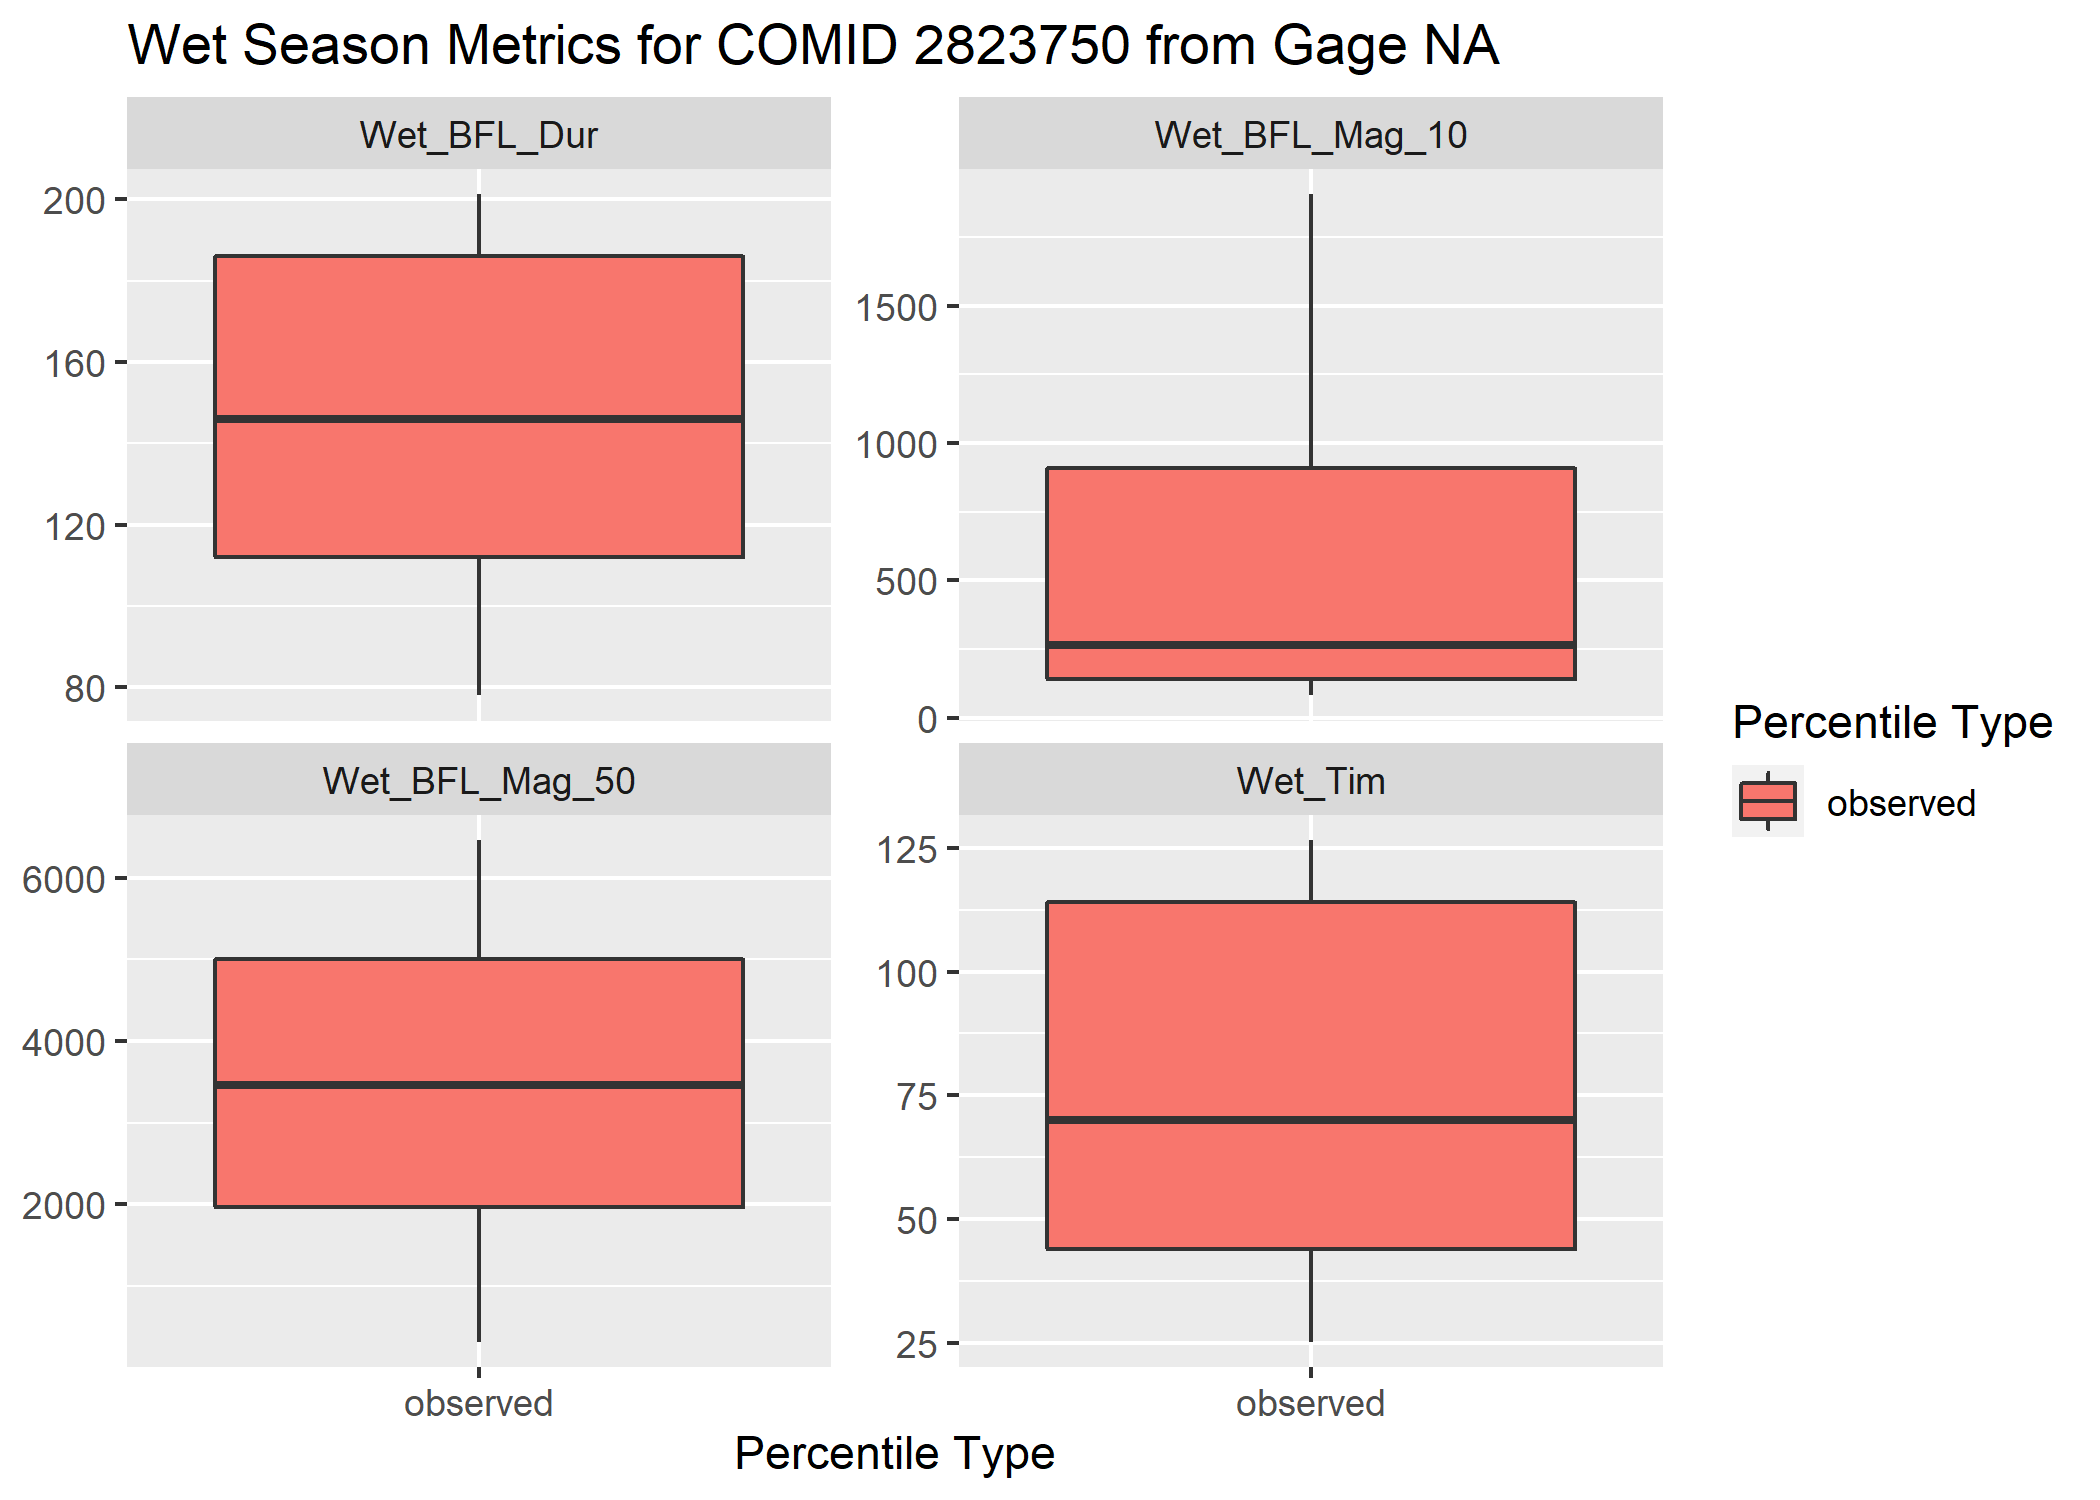 Wet Season Metrics for COMID 2823750 from Gage NA
Wet_BFL_Dur
200
160
120
80
Wet_BFL_Mag_10
1500
1000
500
0
Wet_BFL_Mag_50
6000
4000
2000
observed
Wet_Tim
125
100
75
50
25
observed
Percentile Type
Percentile Type
observed